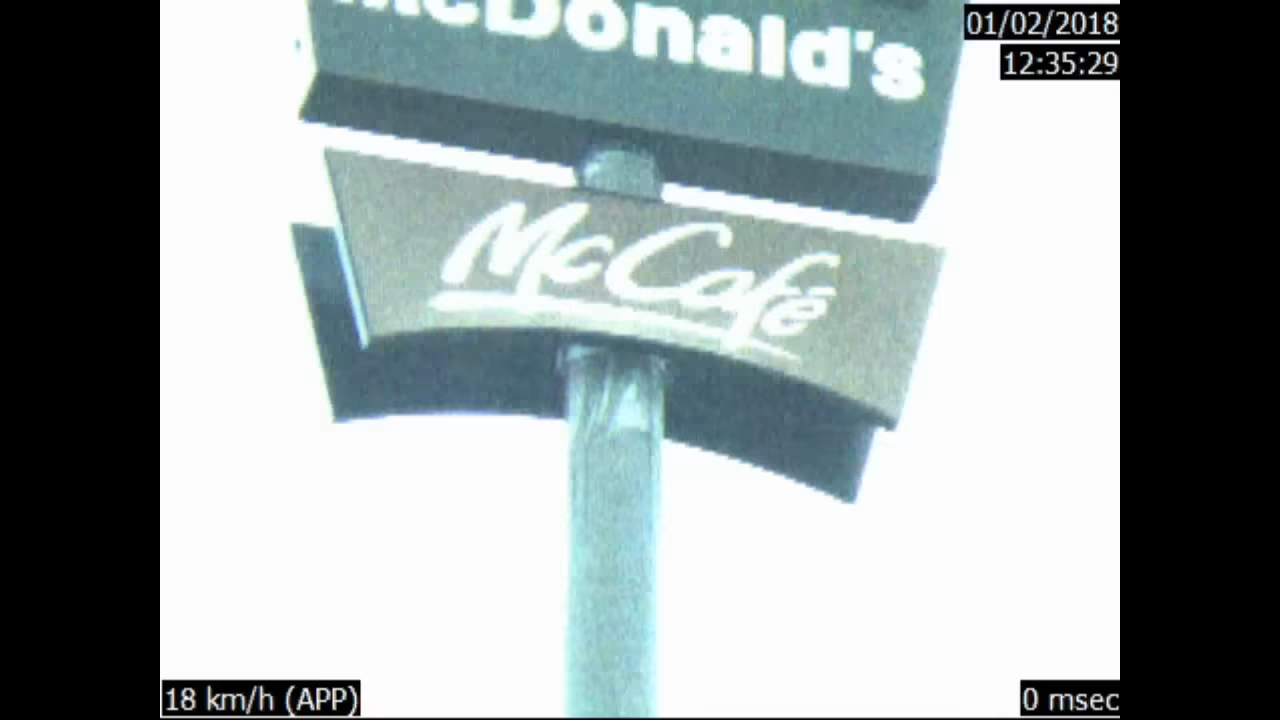 McDonald's
01/02/2018
12:35:29
McCafé
18 km/h (APP)
0 msec